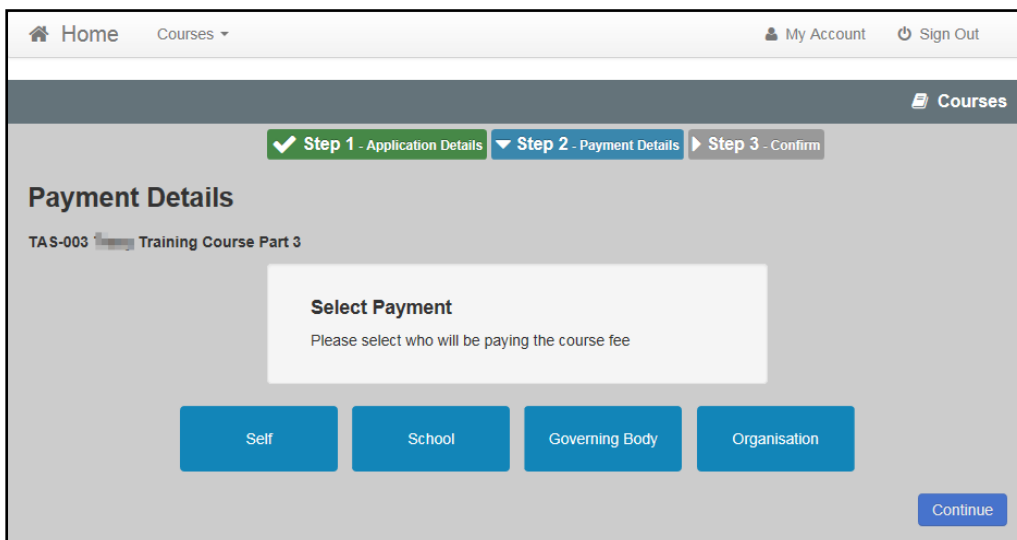 Home Courses My Account Sign Out
Courses
Step 1 - Application Details Step 2 - Payment Details Step 3 - Confirm
Payment Details
TAS-003 Training Course Part 3
Select Payment
Please select who will be paying the course fee
Self School Governing Body Organisation
Continue